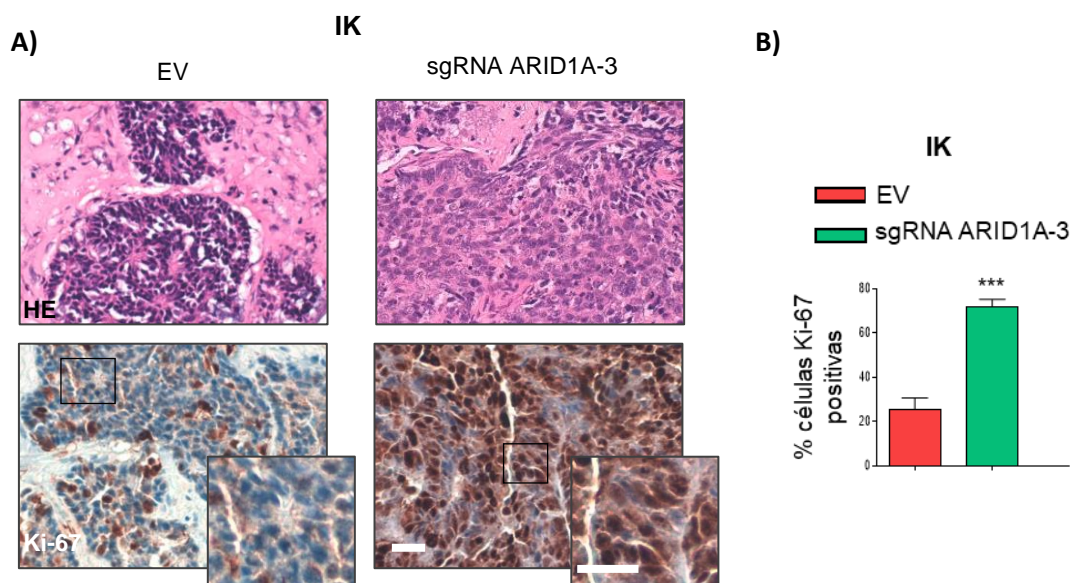 A)
IK
EV
sgRNA ARID1A-3
HE
Ki-67
B)
IK
EV
sgRNA ARID1A-3
***
% células Ki-67
positivas
80
60
40
20
0